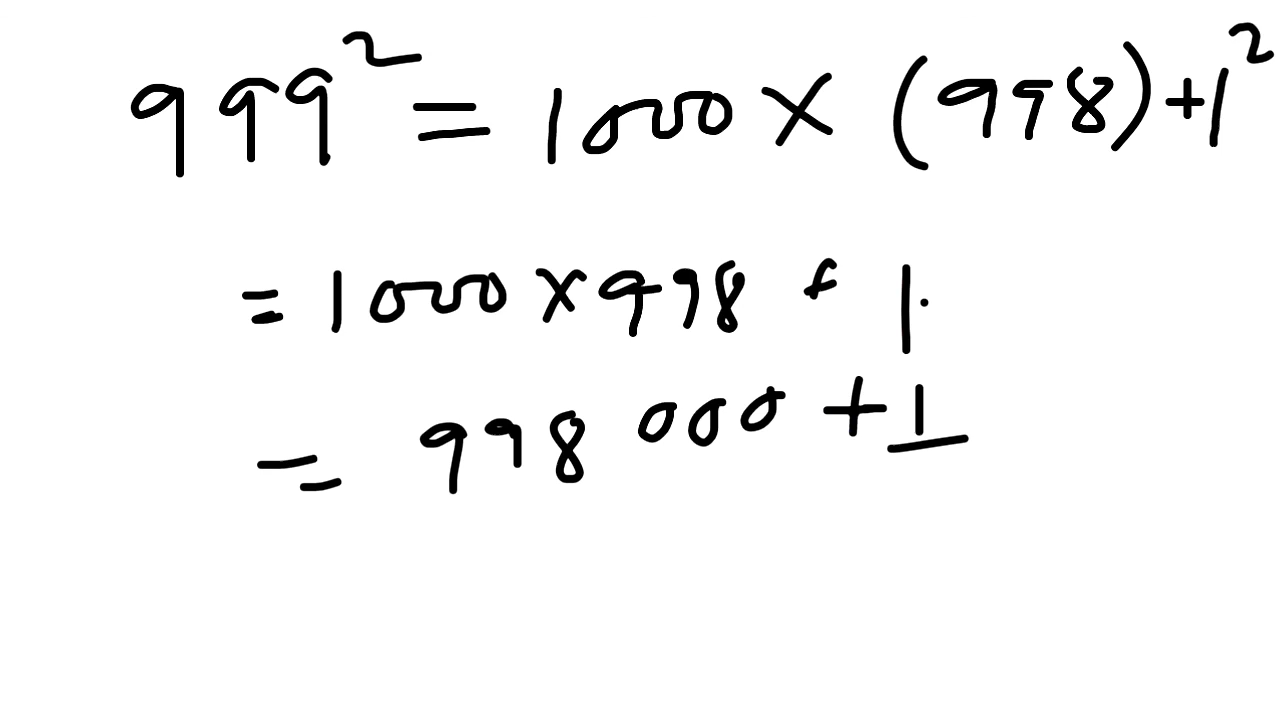 999² = 1000 × (998) + 1²
= 1000 × 998 + 1.
= 998 000 + 1